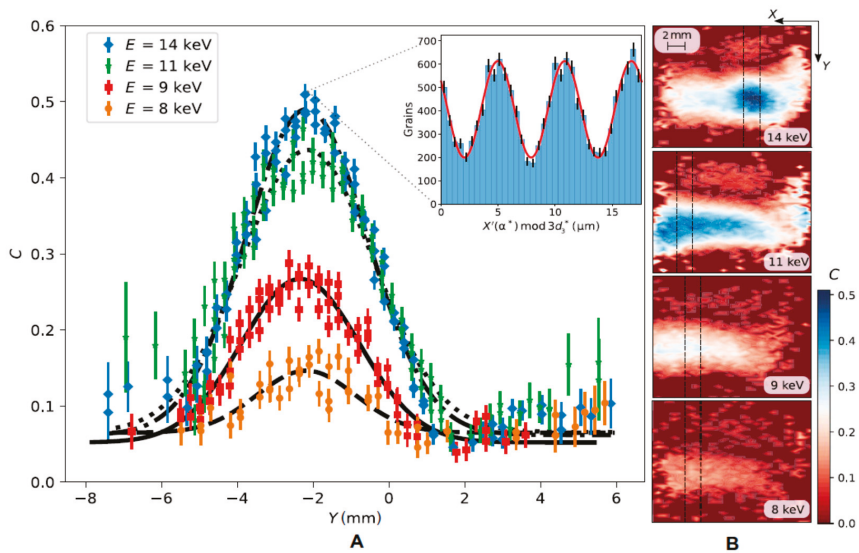 E = 14 keV
E = 11 keV
E = 9 keV
E = 8 keV
0.6
0.5
0.4
0.3
0.2
0.1
0.0
C
−8
−6
−4
−2
0
2
4
6
Y (mm)
A
700
600
500
400
300
200
100
0
Grains
0
5
10
15
X′(α*) mod 3d₃* (μm)
X
Y
2 mm
14 keV
11 keV
9 keV
8 keV
C
0.5
0.4
0.3
0.2
0.1
0.0
B